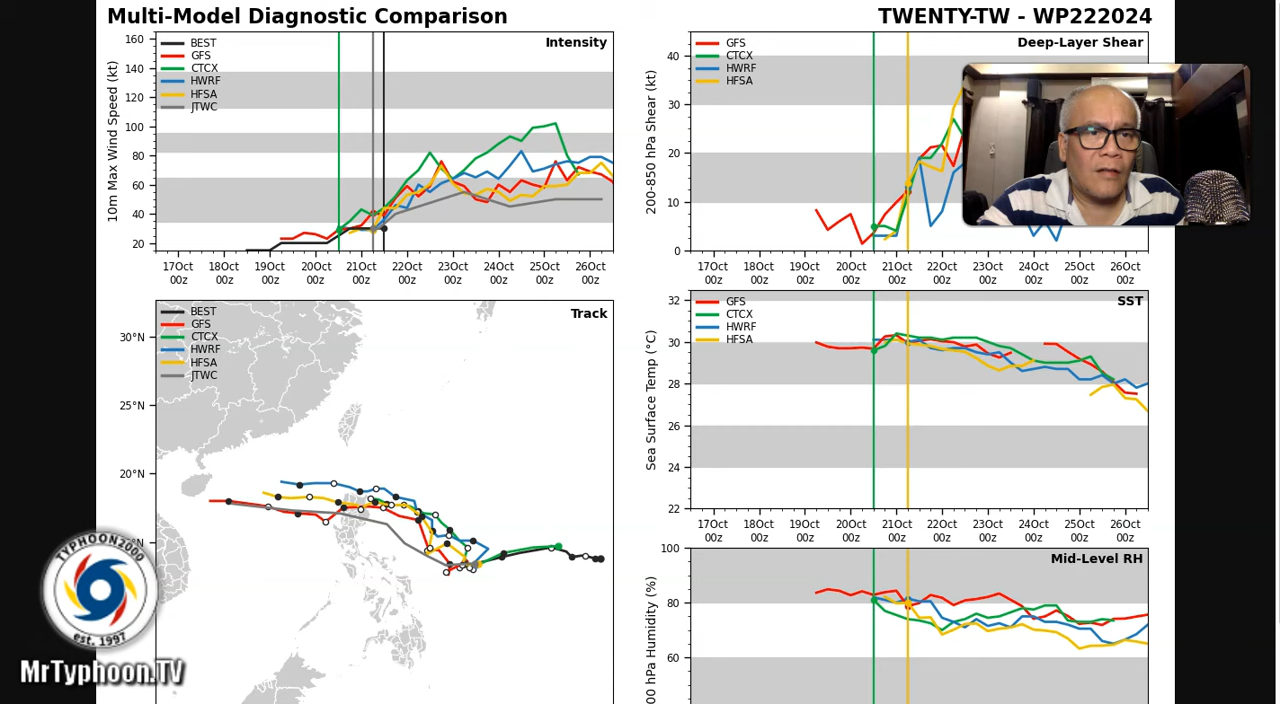 Multi-Model Diagnostic Comparison
TWENTY-TW - WP222024
10m Max Wind Speed (kt)
160
140
120
100
80
60
40
20
BEST
GFS
CTCX
HWRF
HFSA
JTWC
Intensity
17Oct 18Oct 19Oct 20Oct 21Oct 22Oct 23Oct 24Oct 25Oct 26Oct
00z 00z 00z 00z 00z 00z 00z 00z 00z 00z
200-850 hPa Shear (kt)
40
30
20
10
0
GFS
CTCX
HWRF
HFSA
Deep-Layer Shear
17Oct 18Oct 19Oct 20Oct 21Oct 22Oct 23Oct 24Oct 25Oct 26Oct
00z 00z 00z 00z 00z 00z 00z 00z 00z 00z
30°N
25°N
20°N
°N
BEST
GFS
CTCX
HWRF
HFSA
JTWC
Track
Sea Surface Temp (°C)
32
30
28
26
24
22
GFS
CTCX
HWRF
HFSA
SST
17Oct 18Oct 19Oct 20Oct 21Oct 22Oct 23Oct 24Oct 25Oct 26Oct
00z 00z 00z 00z 00z 00z 00z 00z 00z 00z
00 hPa Humidity (%)
100
80
60
Mid-Level RH
TYPHOON2000
est. 1997
MrTyphoon.TV